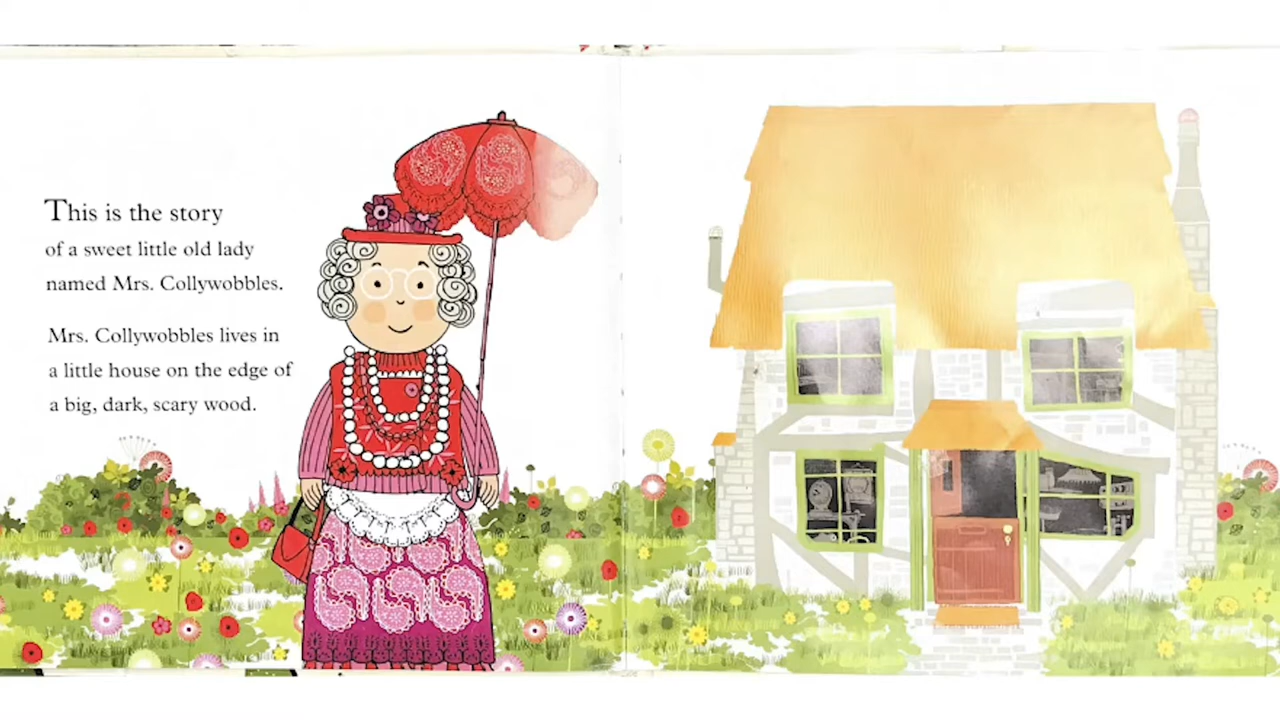 This is the story
of a sweet little old lady
named Mrs. Collywobbles.
Mrs. Collywobbles lives in
a little house on the edge of
a big, dark, scary wood.